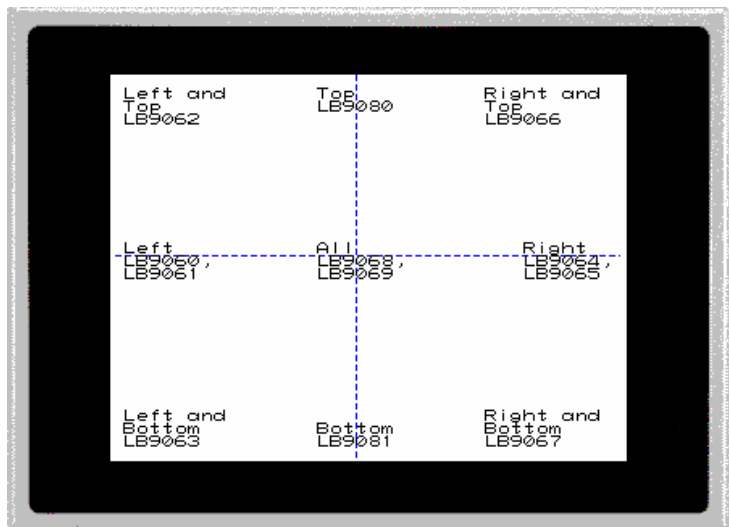 Left and
Top
LB9062
Top
LB9080
Right and
Top
LB9066
Left
LB9060,
LB9061
All
LB9068,
LB9069
Right
LB9064,
LB9065
Left and
Bottom
LB9063
Bottom
LB9081
Right and
Bottom
LB9067